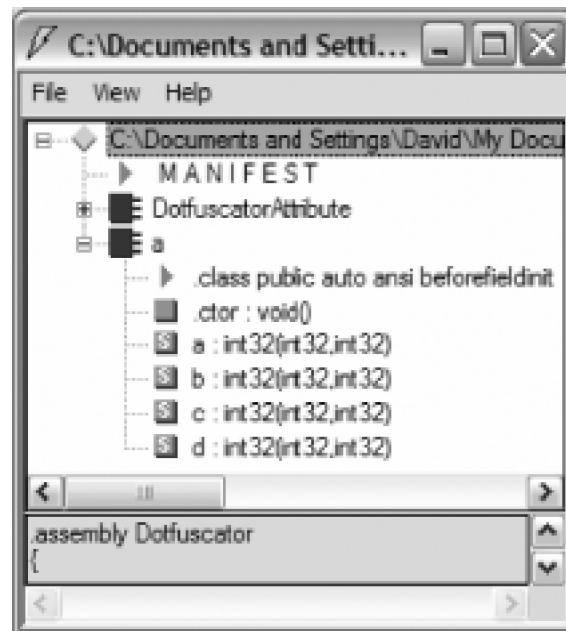 C:\Documents and Setti...
File View Help
C:\Documents and Settings\David\My Docu
MANIFEST
DotfuscatorAttribute
a
.class public auto ansi beforefieldinit
.ctor : void()
a : int32(int32,int32)
b : int32(int32,int32)
c : int32(int32,int32)
d : int32(int32,int32)
.assembly Dotfuscator
{